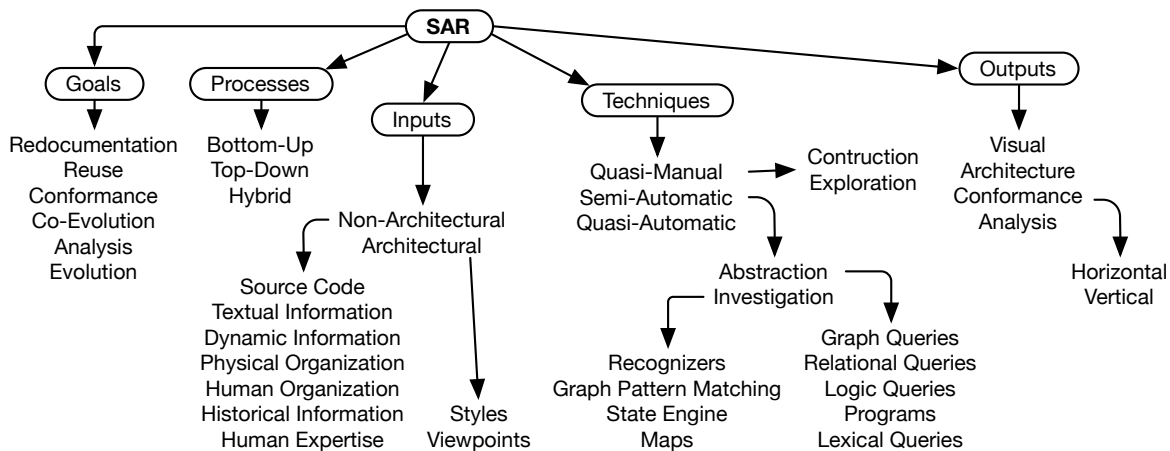 SAR
Goals
Redocumentation
Reuse
Conformance
Co-Evolution
Analysis
Evolution
Processes
Bottom-Up
Top-Down
Hybrid
Inputs
Non-Architectural
Architectural
Source Code
Textual Information
Dynamic Information
Physical Organization
Human Organization
Historical Information
Human Expertise
Styles
Viewpoints
Techniques
Quasi-Manual
Semi-Automatic
Quasi-Automatic
Contruction
Exploration
Abstraction
Investigation
Recognizers
Graph Pattern Matching
State Engine
Maps
Graph Queries
Relational Queries
Logic Queries
Programs
Lexical Queries
Outputs
Visual
Architecture
Conformance
Analysis
Horizontal
Vertical